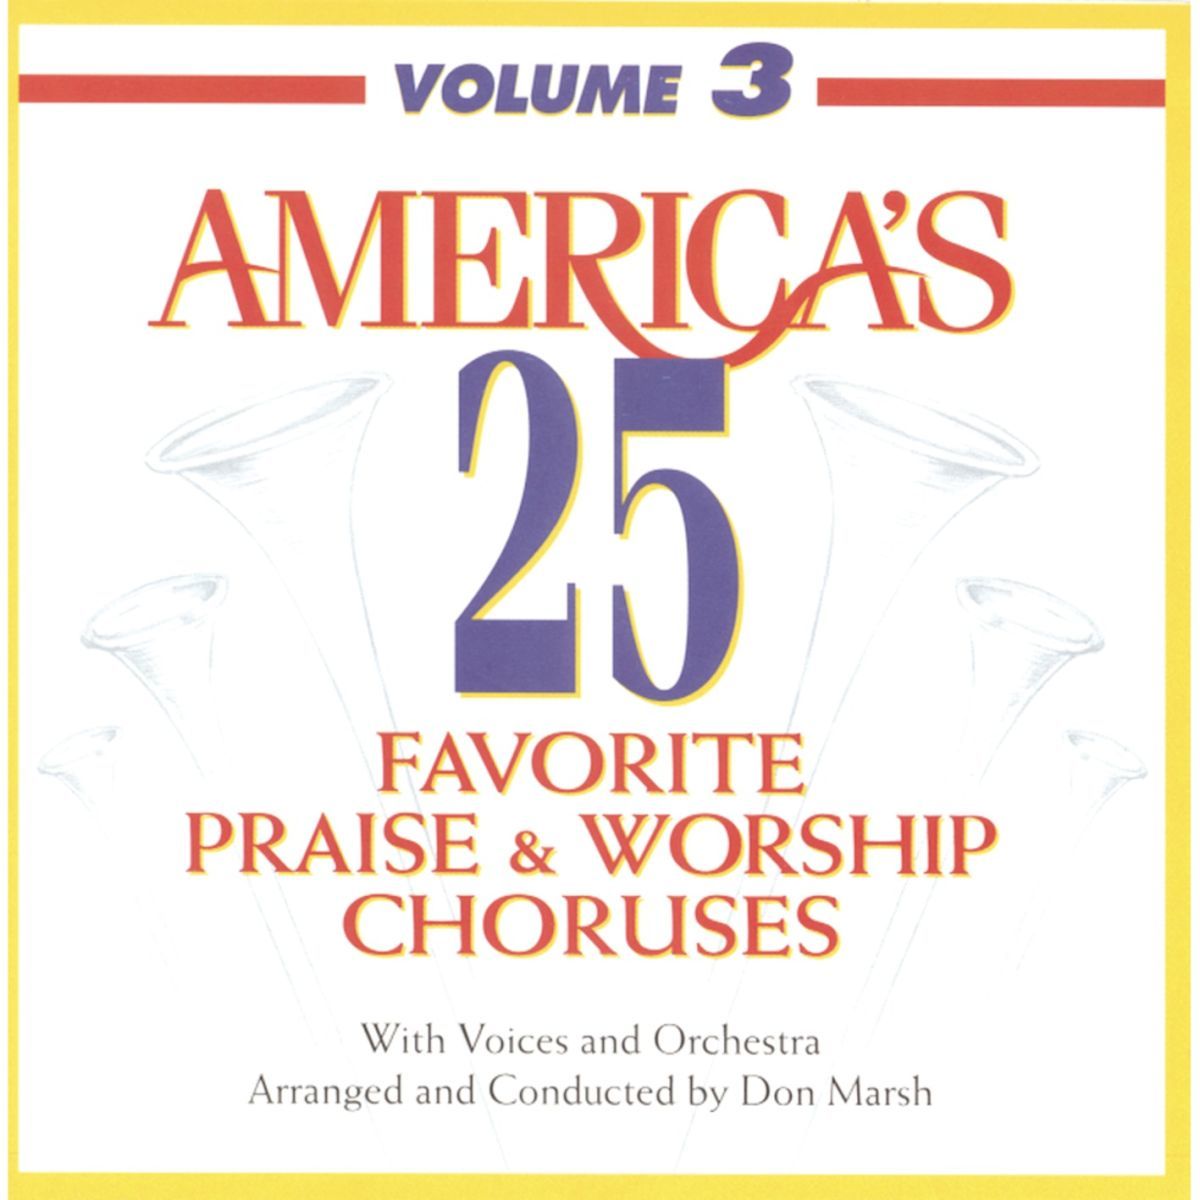 VOLUME 3
AMERICA'S
25
FAVORITE
PRAISE & WORSHIP
CHORUSES
With Voices and Orchestra
Arranged and Conducted by Don Marsh